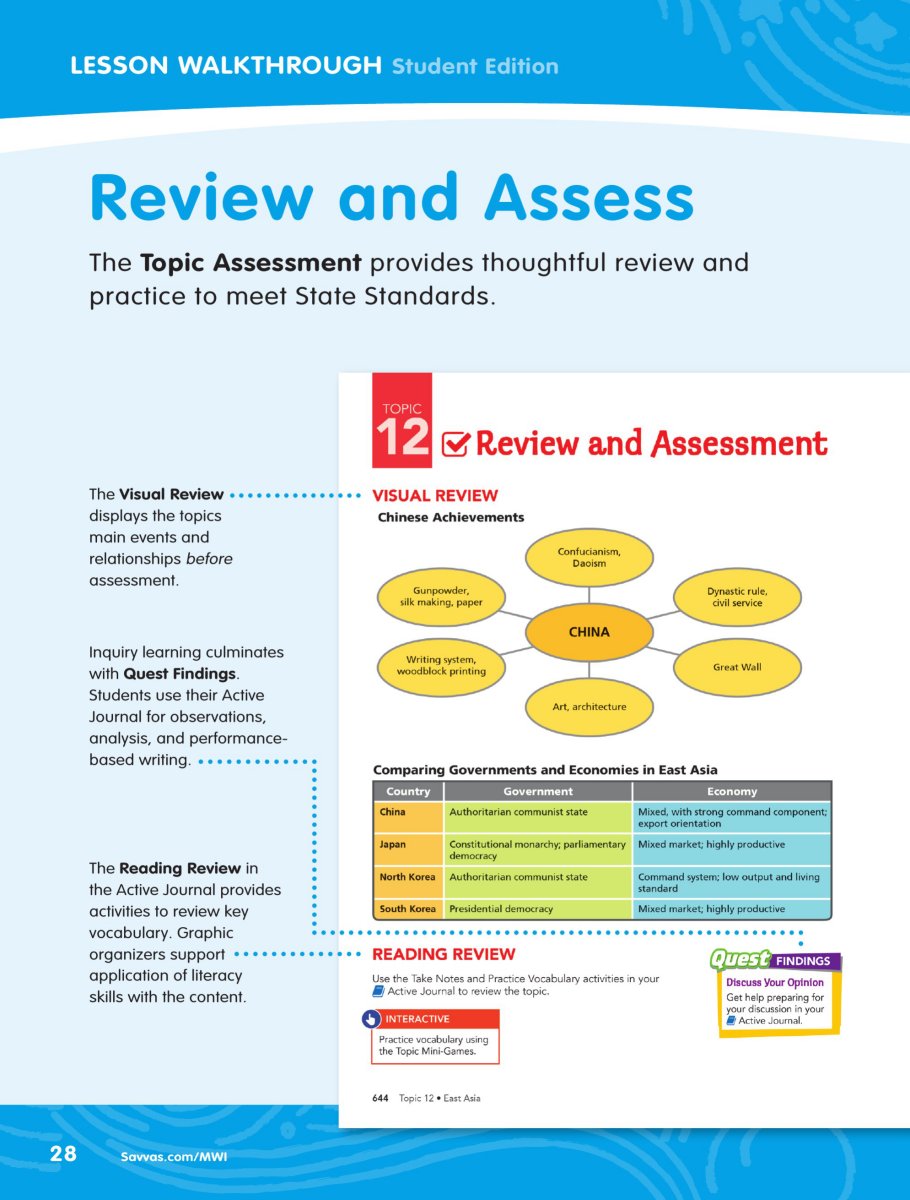 LESSON WALKTHROUGH Student Edition
Review and Assess
The Topic Assessment provides thoughtful review and
practice to meet State Standards.
The Visual Review
displays the topics
main events and
relationships before
assessment.
Inquiry learning culminates
with Quest Findings.
Students use their Active
Journal for observations,
analysis, and performance-
based writing.
The Reading Review in
the Active Journal provides
activities to review key
vocabulary. Graphic
organizers support
application of literacy
skills with the content.
TOPIC
12
Review and Assessment
VISUAL REVIEW
Chinese Achievements
Confucianism,
Daoism
Gunpowder,
silk making, paper
Dynastic rule,
civil service
CHINA
Writing system,
woodblock printing
Great Wall
Art, architecture
Comparing Governments and Economies in East Asia
Country Government Economy
China Authoritarian communist state Mixed, with strong command component;
export orientation
Japan Constitutional monarchy; parliamentary Mixed market; highly productive
democracy
North Korea Authoritarian communist state Command system; low output and living
standard
South Korea Presidential democracy Mixed market; highly productive
READING REVIEW
Use the Take Notes and Practice Vocabulary activities in your
Active Journal to review the topic.
INTERACTIVE
Practice vocabulary using
the Topic Mini-Games.
Quest FINDINGS
Discuss Your Opinion
Get help preparing for
your discussion in your
Active Journal.
644 Topic 12 • East Asia
28 Savvas.com/MWI